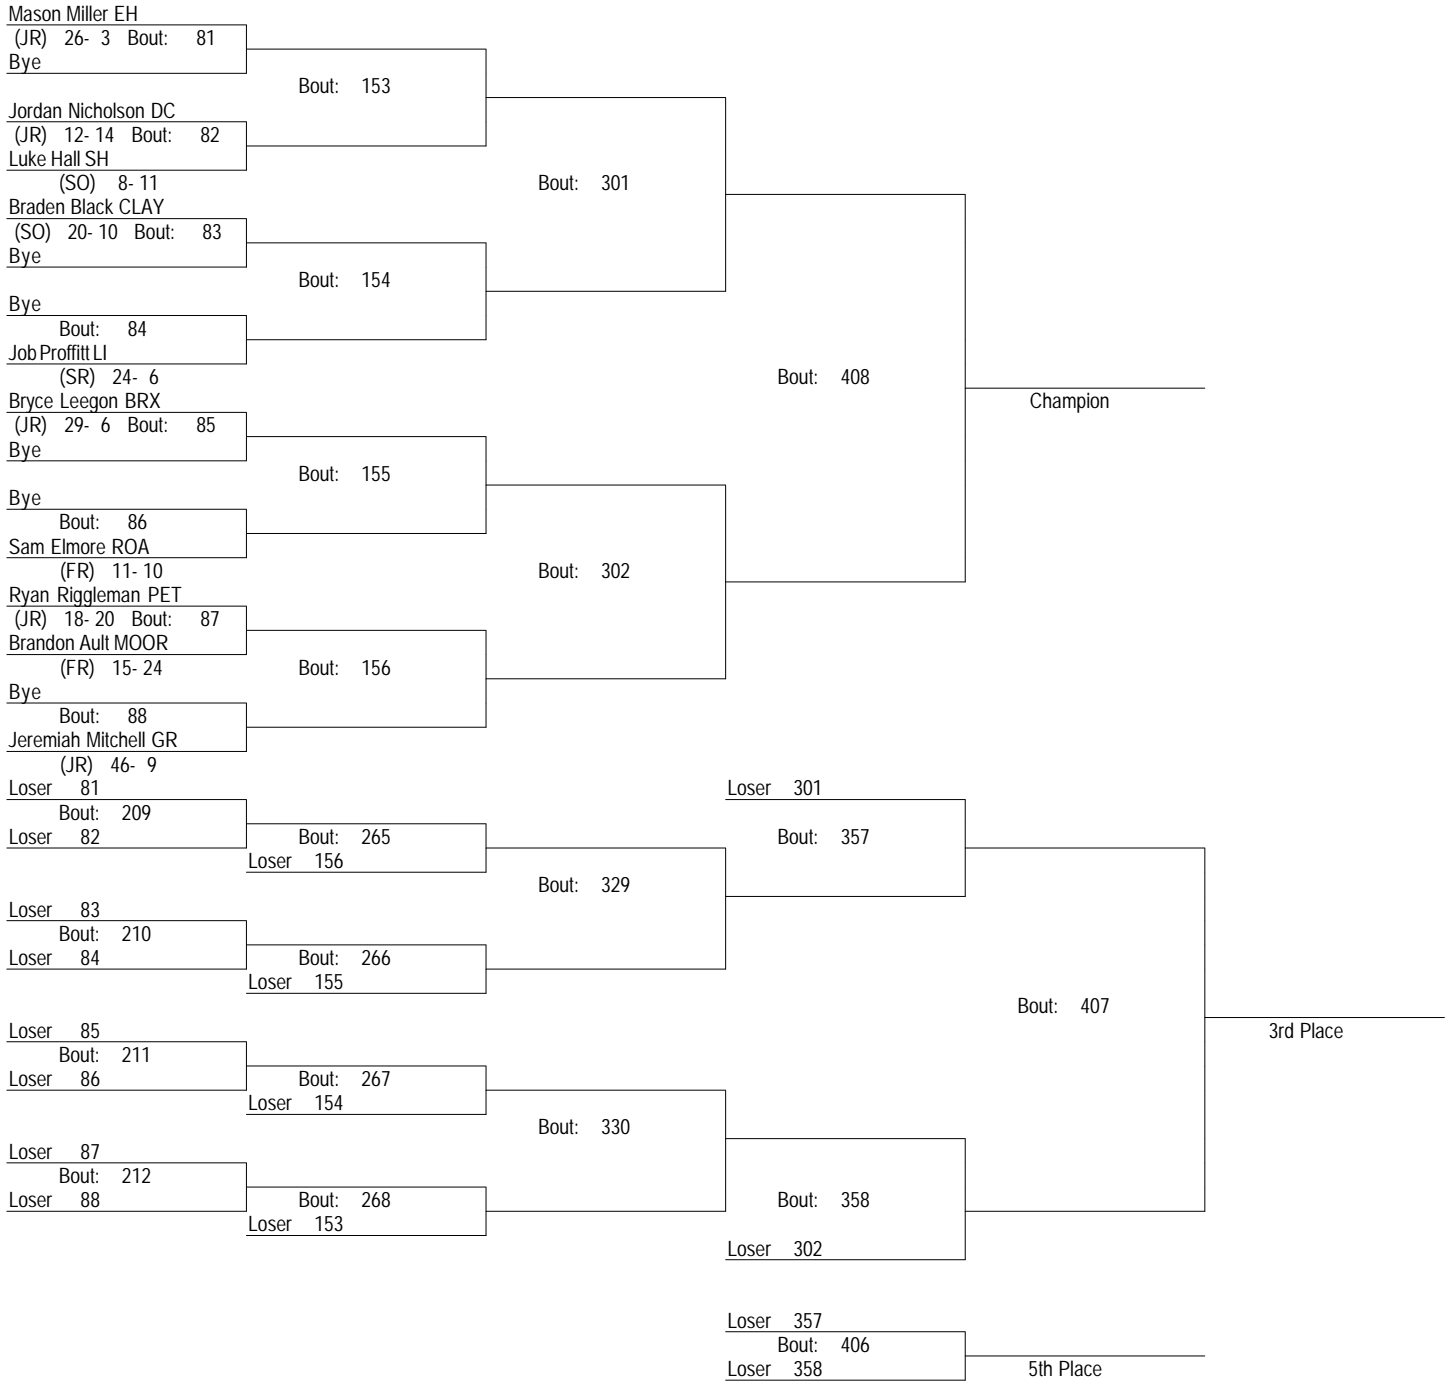 Mason Miller EH
(JR) 26- 3 Bout: 81
Bye
Bout: 153
Jordan Nicholson DC
(JR) 12- 14 Bout: 82
Luke Hall SH
(SO) 8- 11
Bout: 301
Braden Black CLAY
(SO) 20- 10 Bout: 83
Bye
Bout: 154
Bye
Bout: 84
Job Proffitt LI
(SR) 24- 6
Bout: 408
Champion
Bryce Leegon BRX
(JR) 29- 6 Bout: 85
Bye
Bout: 155
Bye
Bout: 86
Sam Elmore ROA
(FR) 11- 10
Bout: 302
Ryan Riggleman PET
(JR) 18- 20 Bout: 87
Brandon Ault MOOR
(FR) 15- 24
Bout: 156
Bye
Bout: 88
Jeremiah Mitchell GR
(JR) 46- 9
Loser 81
Bout: 209
Loser 82
Bout: 265
Loser 156
Loser 301
Bout: 357
Bout: 329
Loser 83
Bout: 210
Loser 84
Bout: 266
Loser 155
Bout: 407
3rd Place
Loser 85
Bout: 211
Loser 86
Bout: 267
Loser 154
Bout: 330
Loser 87
Bout: 212
Loser 88
Bout: 268
Loser 153
Bout: 358
Loser 302
Loser 357
Bout: 406
Loser 358
5th Place